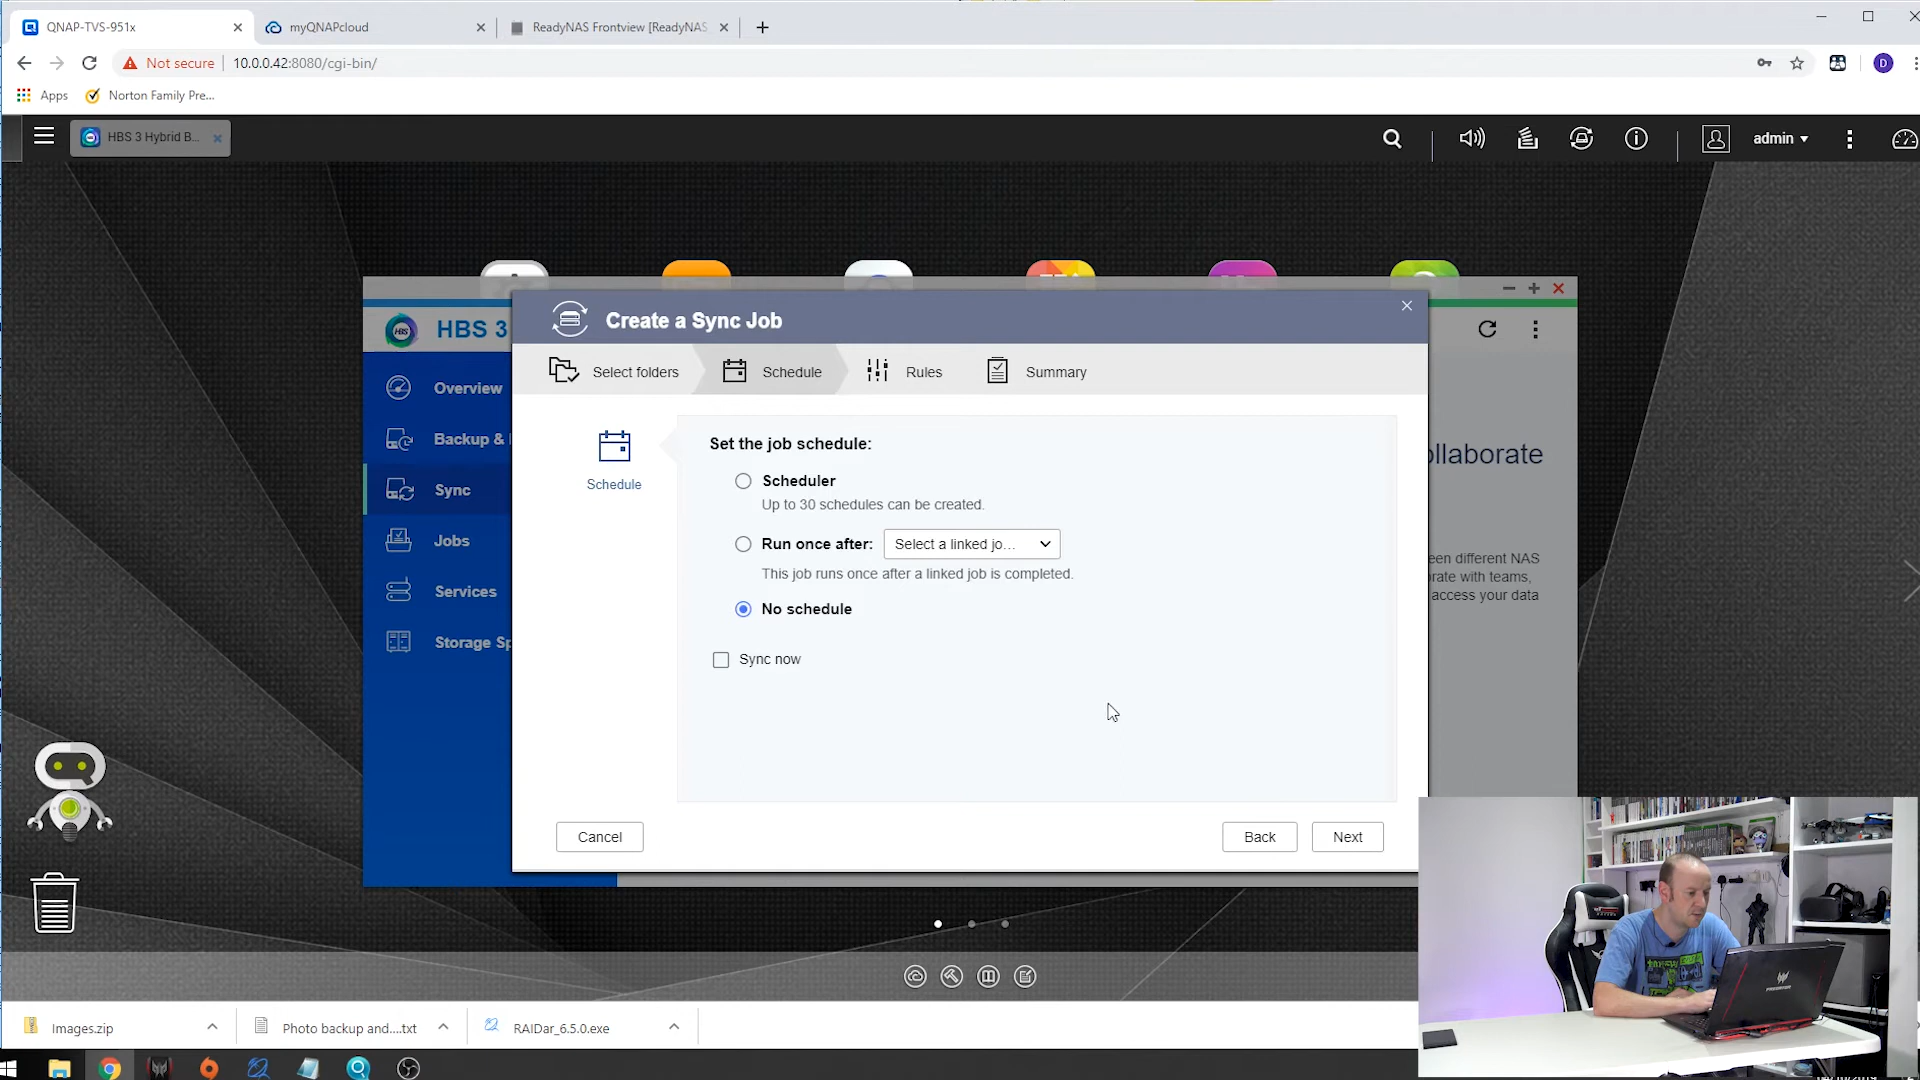 QNAP-TVS-951x
myQNAPcloud
ReadyNAS Frontview [ReadyNAS
Not secure
10.0.0.42:8080/cgi-bin/
D
Apps
Norton Family Pre...
HBS 3 Hybrid B...
admin
HBS 3
Create a Sync Job
Select folders
Schedule
Rules
Summary
Overview
Backup &
Sync
Jobs
Services
Storage Sp
Schedule
Set the job schedule:
Scheduler
Up to 30 schedules can be created.
Run once after:
Select a linked jo...
This job runs once after a linked job is completed.
No schedule
Sync now
ollaborate
een different NAS
rate with teams,
access your data
Cancel
Back
Next
Images.zip
Photo backup and....txt
RAIDar_6.5.0.exe
PREDATOR